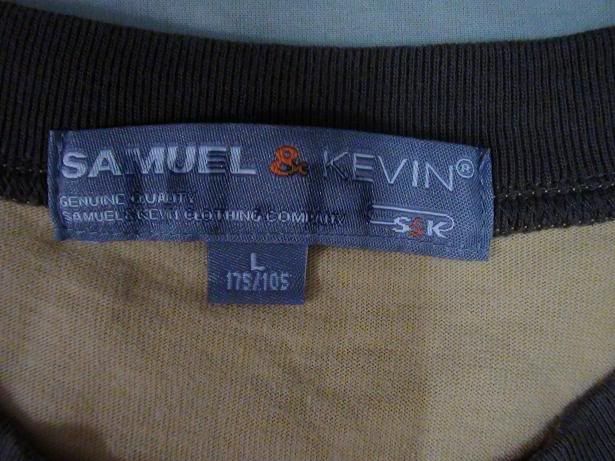 SAMUEL & KEVIN®
GENUINE QUALITY
SAMUEL & KEVIN CLOTHING COMPANY
S&K
L
175/105